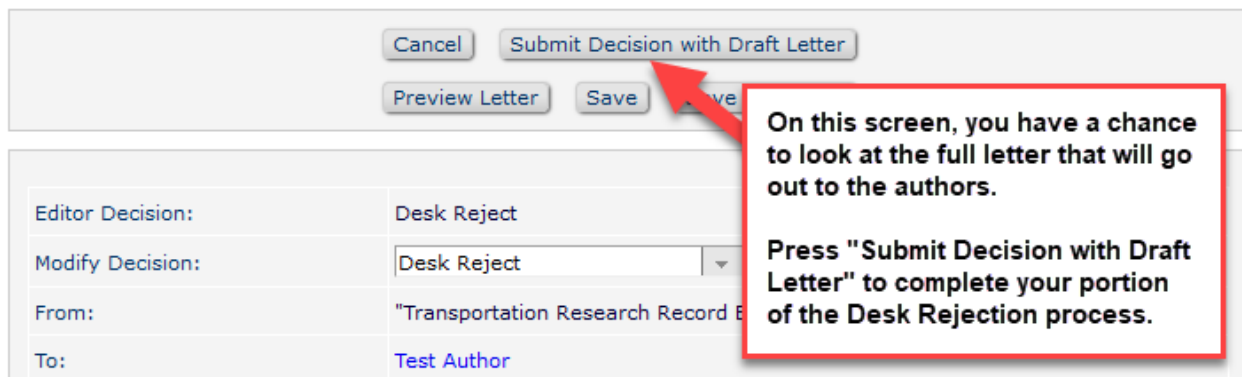 Cancel Submit Decision with Draft Letter
Preview Letter Save
On this screen, you have a chance
to look at the full letter that will go
out to the authors.
Press "Submit Decision with Draft
Letter" to complete your portion
of the Desk Rejection process.
Editor Decision: Desk Reject
Modify Decision: Desk Reject
From: "Transportation Research Record
To: Test Author